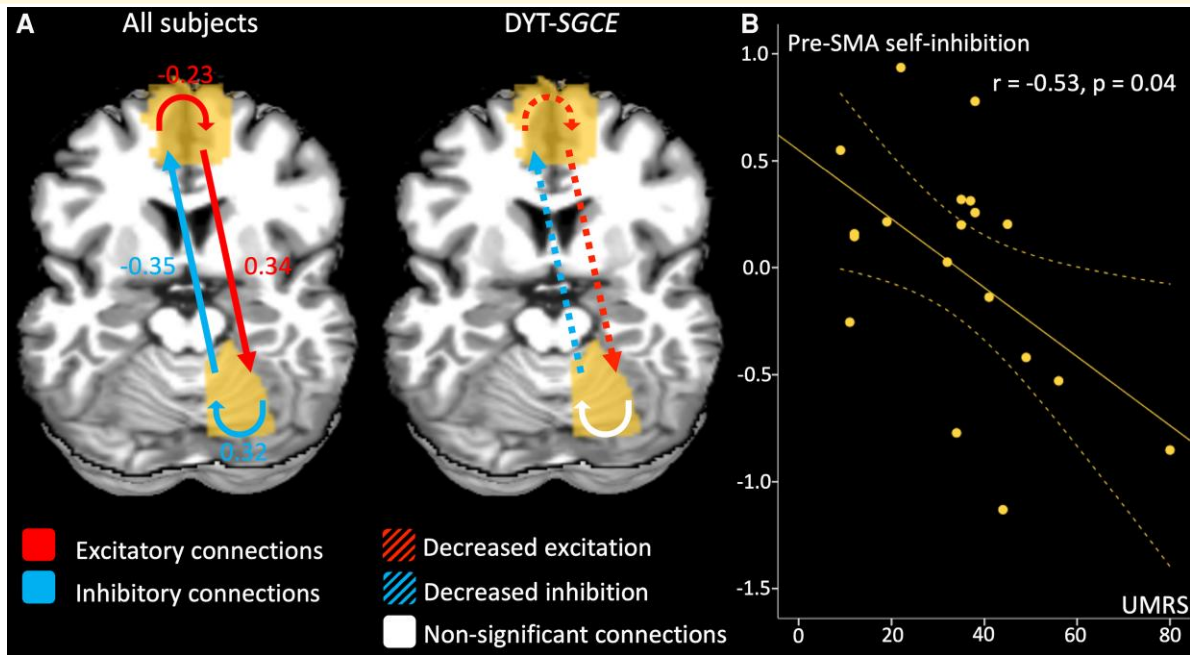 A
All subjects
DYT-SGCE
-0.23
-0.35
0.34
0.32
Excitatory connections
Inhibitory connections
Decreased excitation
Decreased inhibition
Non-significant connections
B
Pre-SMA self-inhibition
r = -0.53, p = 0.04
1.0
0.5
0.0
-0.5
-1.0
-1.5
UMRS
0
20
40
60
80